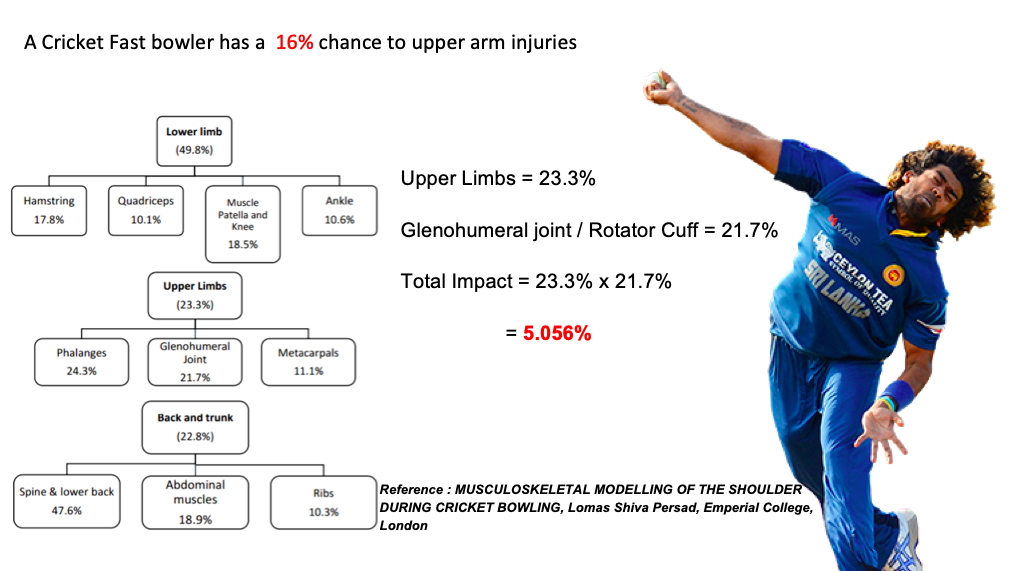 A Cricket Fast bowler has a 16% chance to upper arm injuries
Lower limb
(49.8%)
Hamstring
17.8%
Quadriceps
10.1%
Muscle
Patella and
Knee
18.5%
Ankle
10.6%
Upper Limbs
(23.3%)
Phalanges
24.3%
Glenohumeral
Joint
21.7%
Metacarpals
11.1%
Back and trunk
(22.8%)
Spine & lower back
47.6%
Abdominal
muscles
18.9%
Ribs
10.3%
Upper Limbs = 23.3%
Glenohumeral joint / Rotator Cuff = 21.7%
Total Impact = 23.3% x 21.7%
= 5.056%
Reference : MUSCULOSKELETAL MODELLING OF THE SHOULDER
DURING CRICKET BOWLING, Lomas Shiva Persad, Emperial College,
London
MAS
CEYLON TEA
SYMBOL OF QUALITY
SRI LANKA